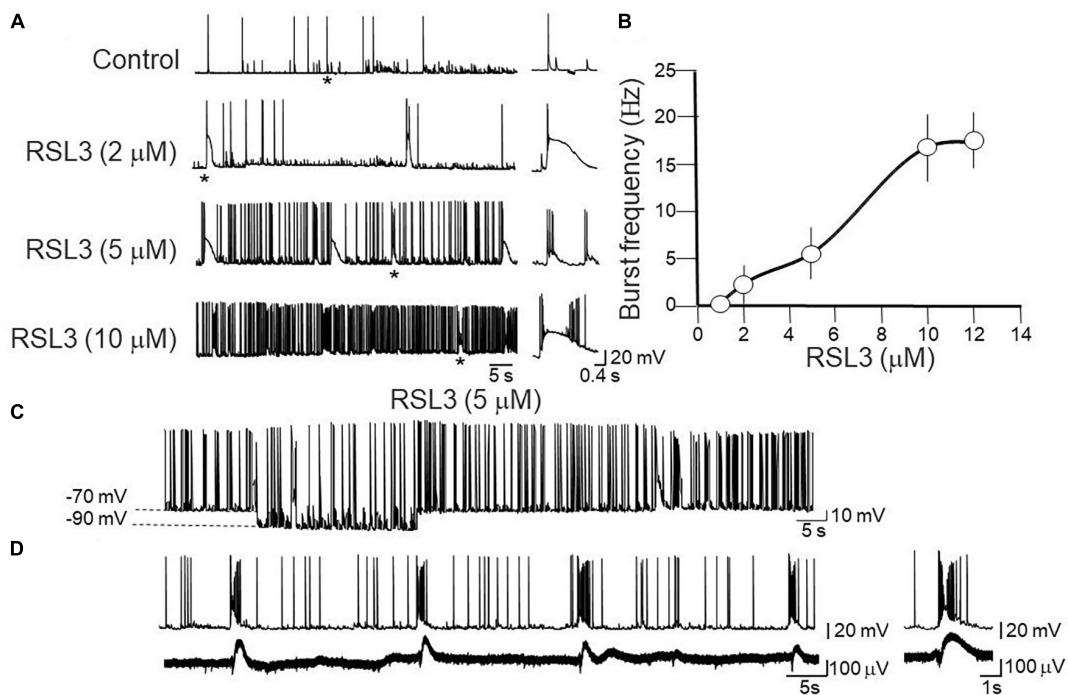 A
Control
*
RSL3 (2 µM)
*
RSL3 (5 µM)
*
RSL3 (10 µM)
*
5 s
20 mV
0.4 s
B
Burst frequency (Hz)
25
20
15
10
5
0
0 2 4 6 8 10 12 14
RSL3 (µM)
C
RSL3 (5 µM)
-70 mV
-90 mV
10 mV
5 s
D
20 mV
100 µV
5s
20 mV
100 µV
1s